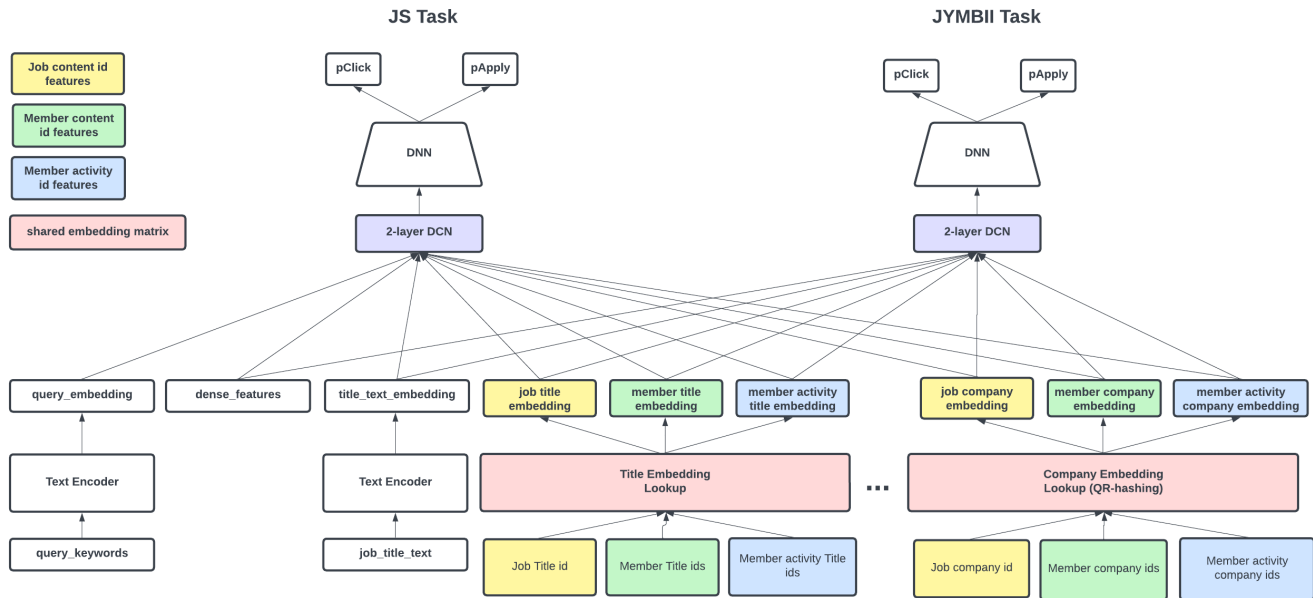 JS Task
JYMBII Task
Job content id
features
Member content
id features
Member activity
id features
shared embedding matrix
pClick
pApply
pClick
pApply
DNN
DNN
2-layer DCN
2-layer DCN
query_embedding
dense_features
title_text_embedding
job title
embedding
member title
embedding
member activity
title embedding
job company
embedding
member company
embedding
member activity
company embedding
Text Encoder
Text Encoder
Title Embedding
Lookup
...
Company Embedding
Lookup (QR-hashing)
query_keywords
job_title_text
Job Title id
Member Title ids
Member activity Title
ids
Job company id
Member company ids
Member activity
company ids